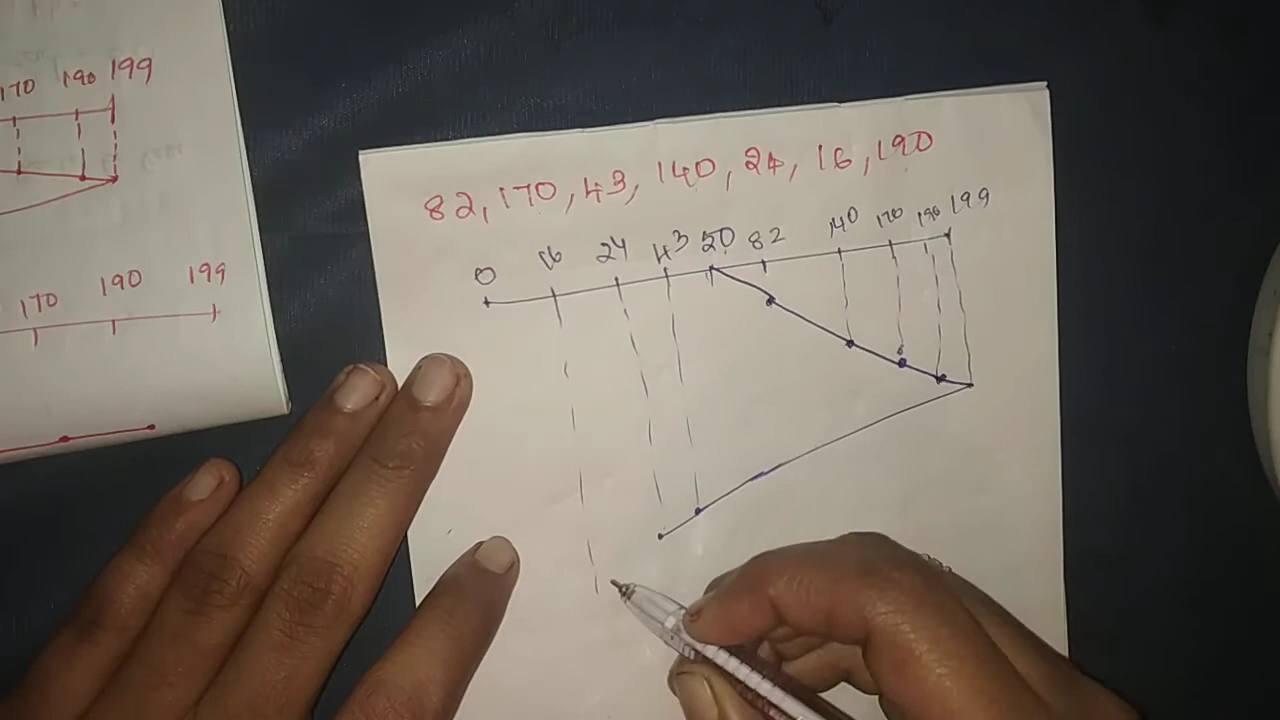 170 190 199
170 190 199
82, 170, 43, 140, 24, 16, 190
0 16 24 43 50 82 140 170 190 199